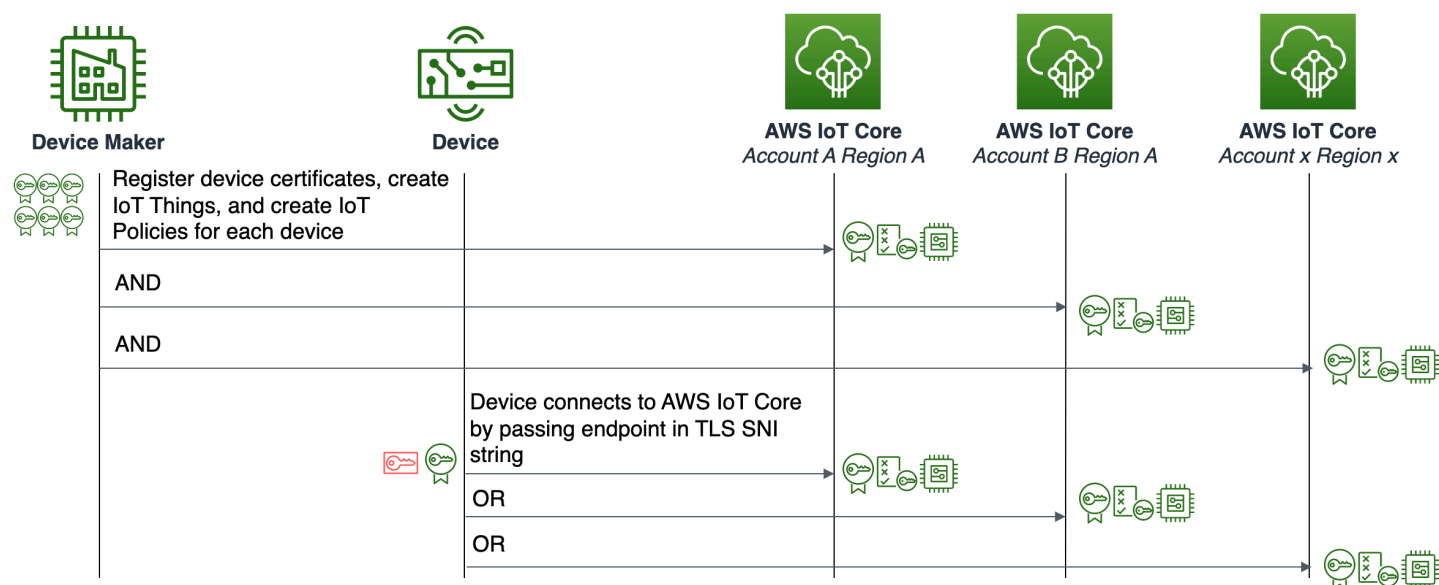 Device Maker
Device
AWS IoT Core
Account A Region A
AWS IoT Core
Account B Region A
AWS IoT Core
Account x Region x
Register device certificates, create
IoT Things, and create IoT
Policies for each device
AND
AND
Device connects to AWS IoT Core
by passing endpoint in TLS SNI
string
OR
OR